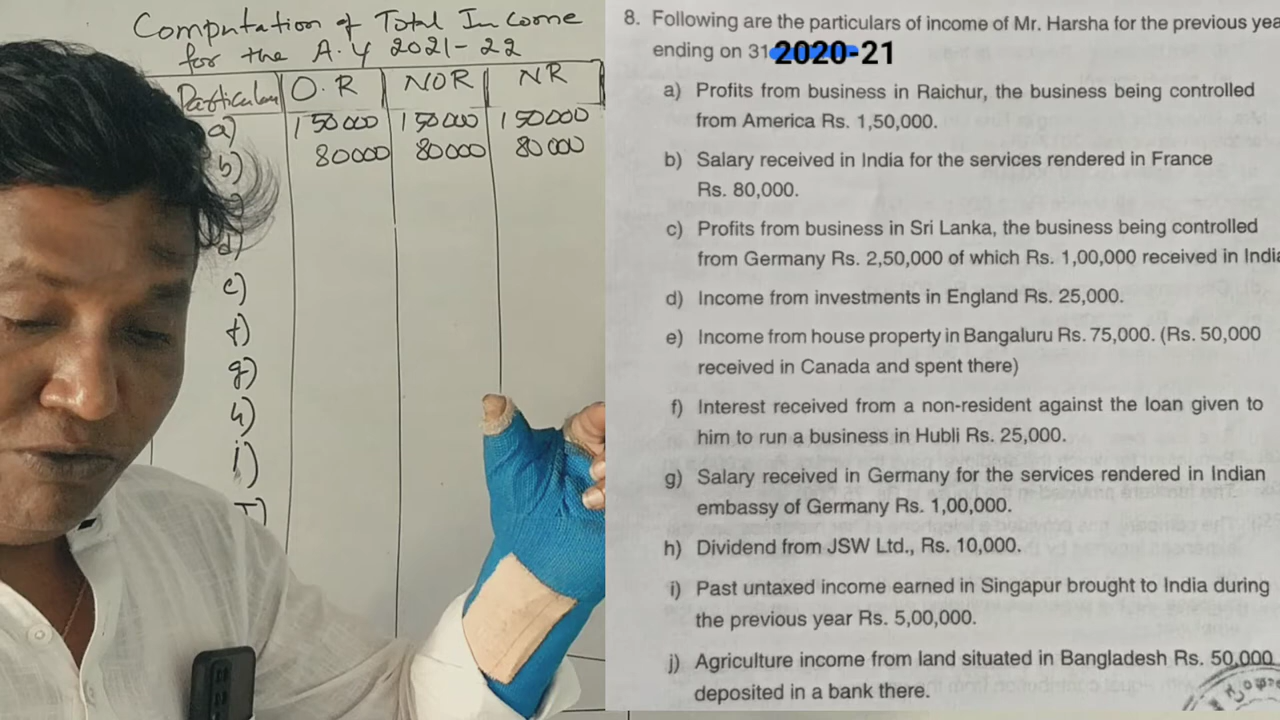 Computation of Total Income
for the A.Y 2021-22
Particulars O.R NOR NR
a) 150000 150000 150000
b) 80000 80000 80000
d)
e)
f)
g)
h)
i)
8. Following are the particulars of income of Mr. Harsha for the previous yea
ending on 31 2020-21
a) Profits from business in Raichur, the business being controlled
from America Rs. 1,50,000.
b) Salary received in India for the services rendered in France
Rs. 80,000.
c) Profits from business in Sri Lanka, the business being controlled
from Germany Rs. 2,50,000 of which Rs. 1,00,000 received in India
d) Income from investments in England Rs. 25,000.
e) Income from house property in Bangaluru Rs. 75,000. (Rs. 50,000
received in Canada and spent there)
f) Interest received from a non-resident against the loan given to
him to run a business in Hubli Rs. 25,000.
g) Salary received in Germany for the services rendered in Indian
embassy of Germany Rs. 1,00,000.
h) Dividend from JSW Ltd., Rs. 10,000.
i) Past untaxed income earned in Singapur brought to India during
the previous year Rs. 5,00,000.
j) Agriculture income from land situated in Bangladesh Rs. 50,000
deposited in a bank there.